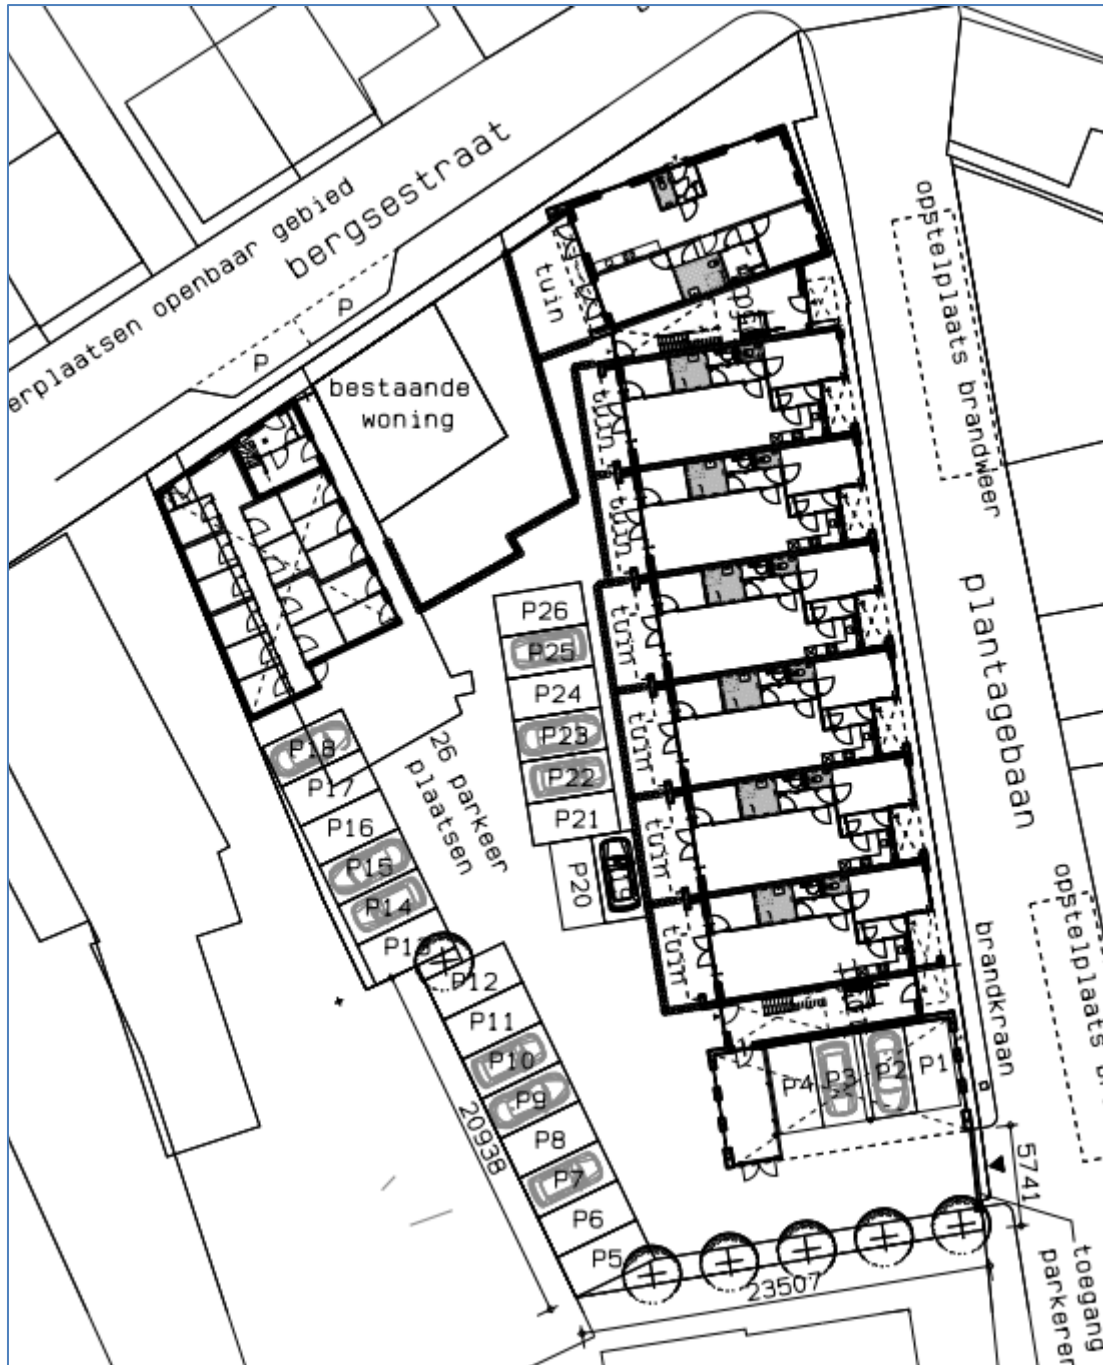 erplaatsen openbaar gebied
bergsestraat
P
P
bestaande
woning
tuin
tuin
tuin
tuin
tuin
tuin
tuin
opstelplaats brandweer
plantagebaan
P26
P25
P24
P23
P22
P21
P20
P19
P18
P17
P16
P15
P14
P13
P12
P11
P10
P9
P8
P7
P6
P5
26 parkeer
plaatsen
P4
P3
P2
P1
brandkraan
opstelplaats
20938
5741
23507
toegang
parkeren